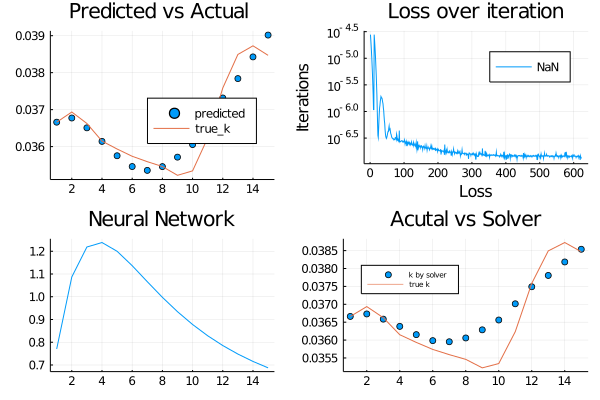 Predicted vs Actual
0.039
0.038
0.037
0.036
predicted
true_k
2 4 6 8 10 12 14
Loss over iteration
10^-4.5
10^-5.0
10^-5.5
10^-6.0
10^-6.5
Iterations
NaN
0 100 200 300 400 500 600
Loss
Neural Network
1.2
1.1
1.0
0.9
0.8
0.7
2 4 6 8 10 12 14
Acutal vs Solver
0.0385
0.0380
0.0375
0.0370
0.0365
0.0360
0.0355
k by solver
true k
2 4 6 8 10 12 14